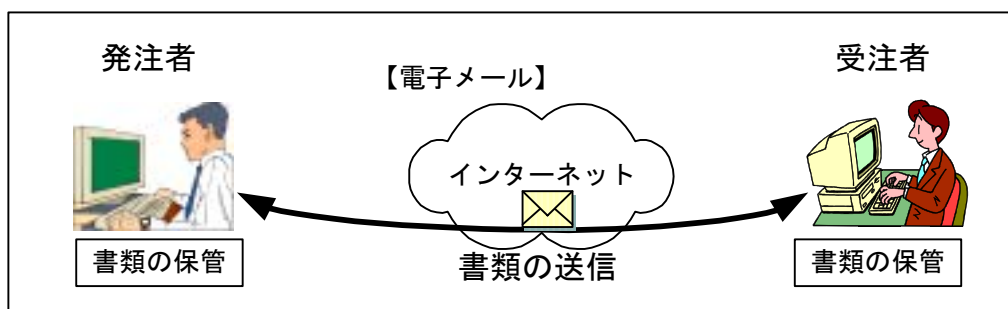 発注者
受注者
【電子メール】
インターネット
書類の送信
書類の保管
書類の保管